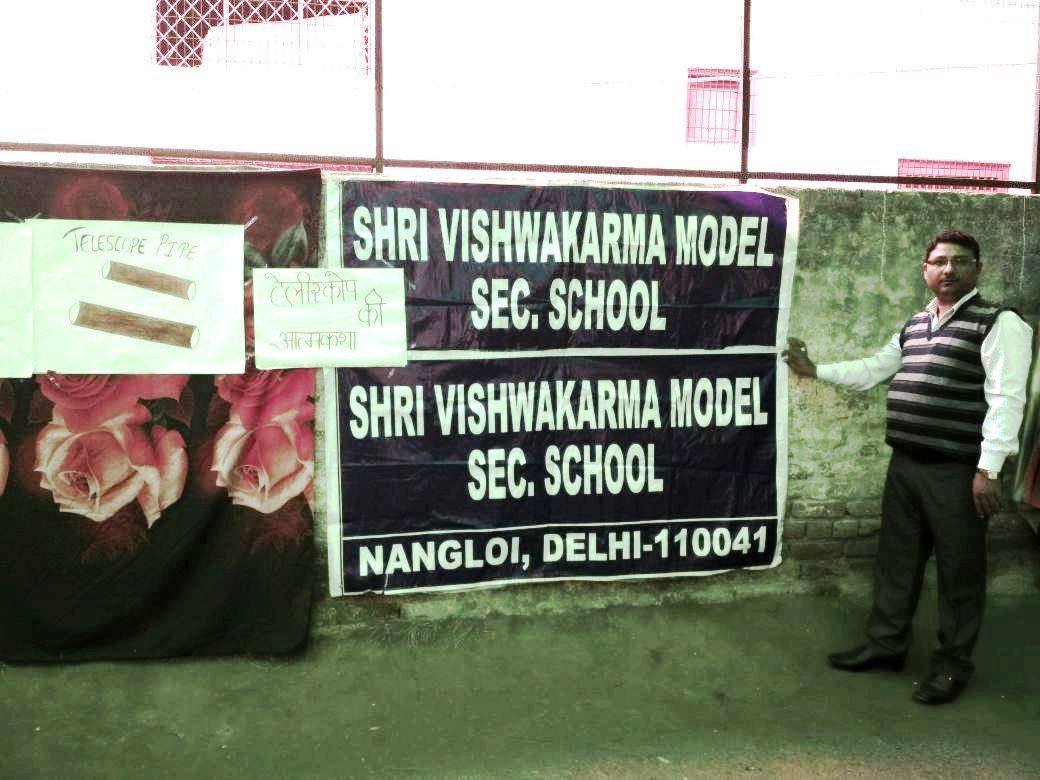 TELESCOPE PIPE
टेलीस्कोप
की
आत्मकथा
SHRI VISHWAKARMA MODEL
SEC. SCHOOL
SHRI VISHWAKARMA MODEL
SEC. SCHOOL
NANGLOI, DELHI-110041